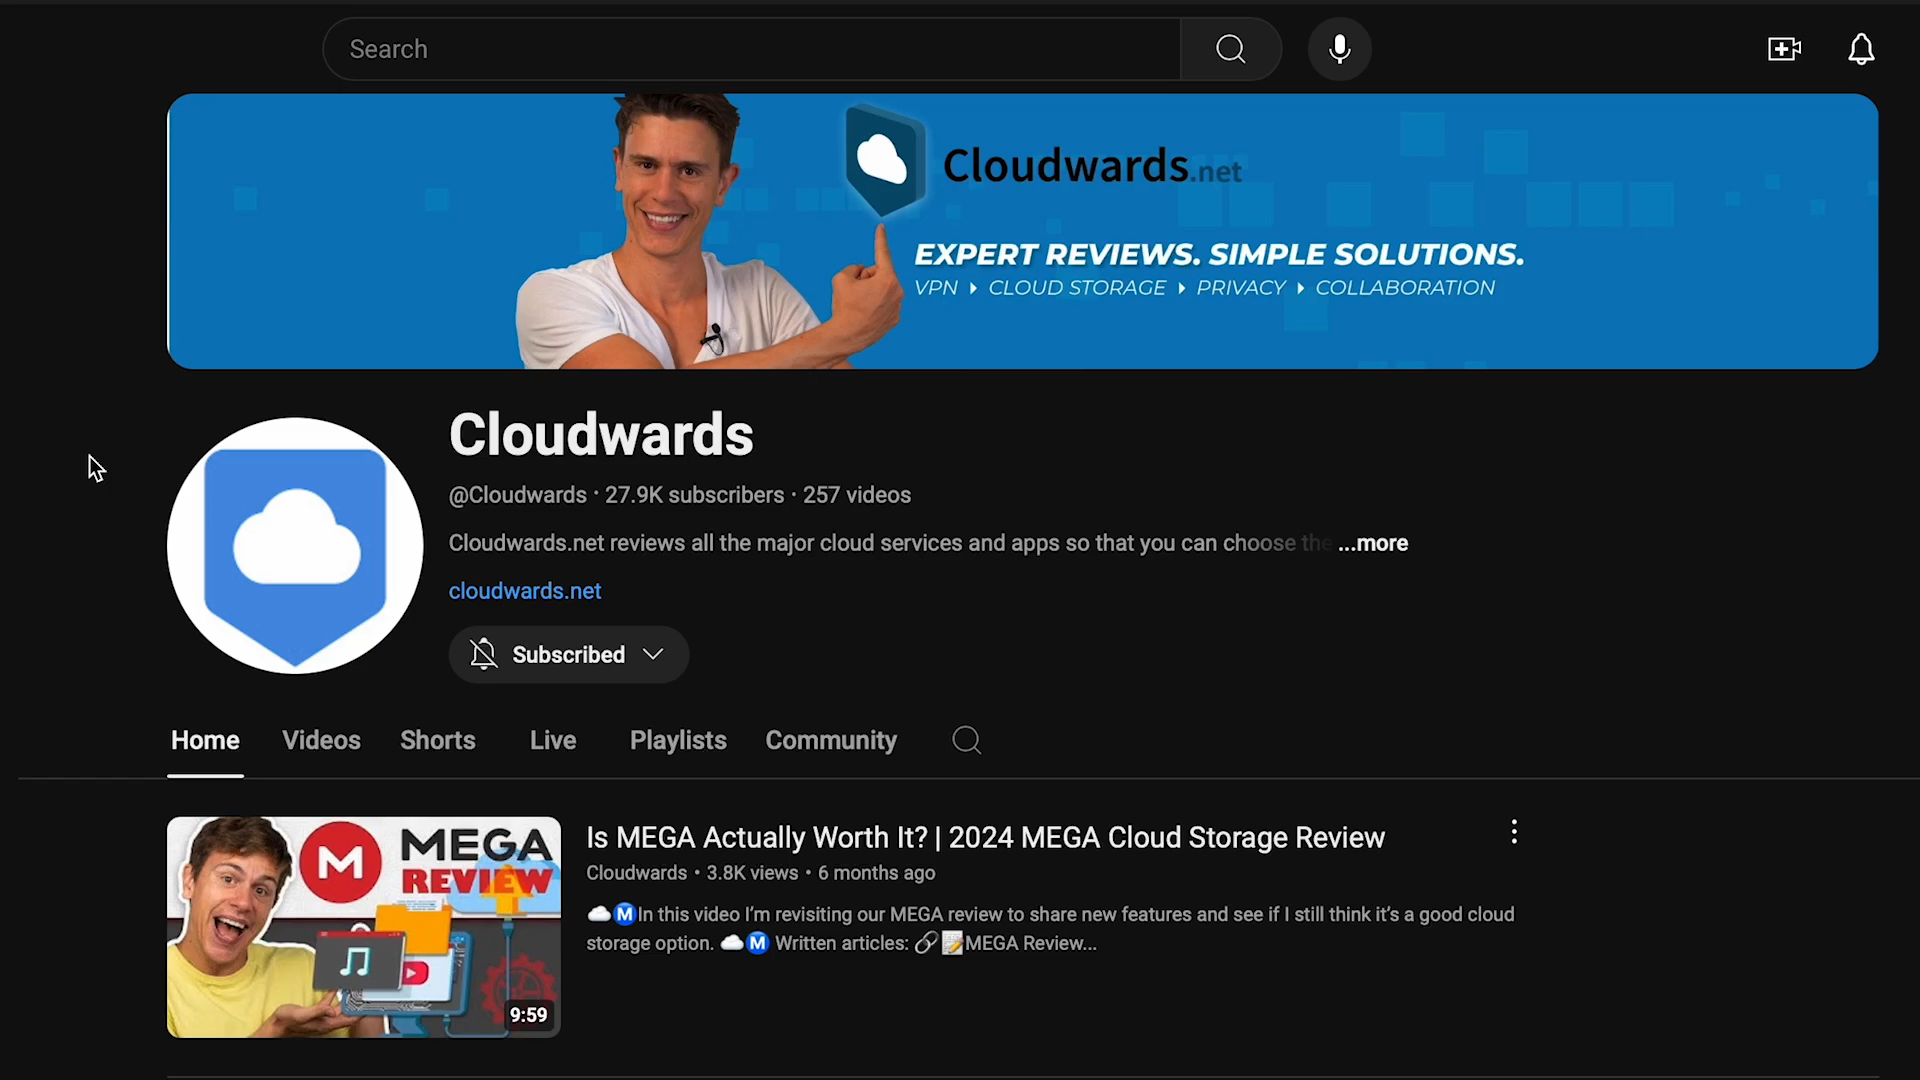 Search
Cloudwards.net
EXPERT REVIEWS. SIMPLE SOLUTIONS.
VPN ▸ CLOUD STORAGE ▸ PRIVACY ▸ COLLABORATION
Cloudwards
@Cloudwards · 27.9K subscribers · 257 videos
Cloudwards.net reviews all the major cloud services and apps so that you can choose the ...more
cloudwards.net
Subscribed
Home Videos Shorts Live Playlists Community
M MEGA
REVIEW
9:59
Is MEGA Actually Worth It? | 2024 MEGA Cloud Storage Review
Cloudwards • 3.8K views • 6 months ago
☁️Ⓜ️In this video I’m revisiting our MEGA review to share new features and see if I still think it’s a good cloud
storage option. ☁️Ⓜ️ Written articles: 🔗📝MEGA Review...